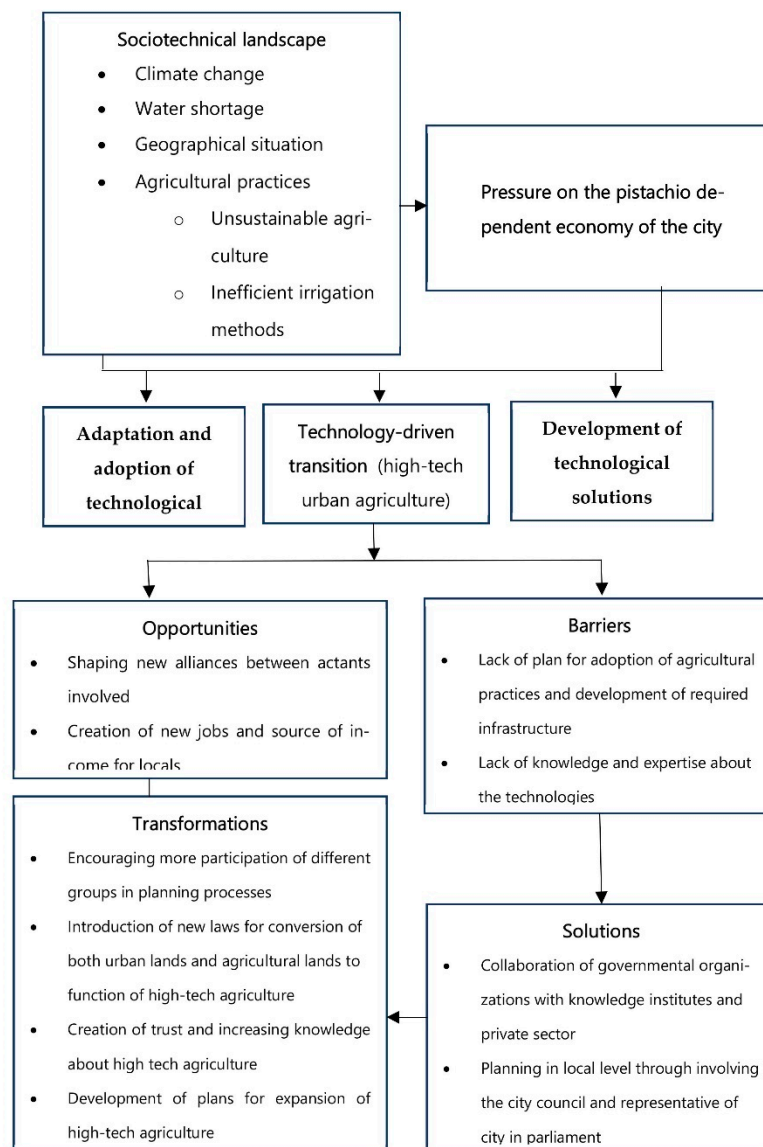 Sociotechnical landscape
• Climate change
• Water shortage
• Geographical situation
• Agricultural practices
o Unsustainable agri-
culture
o Inefficient irrigation
methods
Pressure on the pistachio de-
pendent economy of the city
Adaptation and
adoption of
technological
Technology-driven
transition (high-tech
urban agriculture)
Development of
technological
solutions
Opportunities
• Shaping new alliances between actants
involved
• Creation of new jobs and source of in-
come for locals
Barriers
• Lack of plan for adoption of agricultural
practices and development of required
infrastructure
• Lack of knowledge and expertise about
the technologies
Transformations
• Encouraging more participation of different
groups in planning processes
• Introduction of new laws for conversion of
both urban lands and agricultural lands to
function of high-tech agriculture
• Creation of trust and increasing knowledge
about high tech agriculture
• Development of plans for expansion of
high-tech agriculture
Solutions
• Collaboration of governmental organi-
zations with knowledge institutes and
private sector
• Planning in local level through involving
the city council and representative of
city in parliament